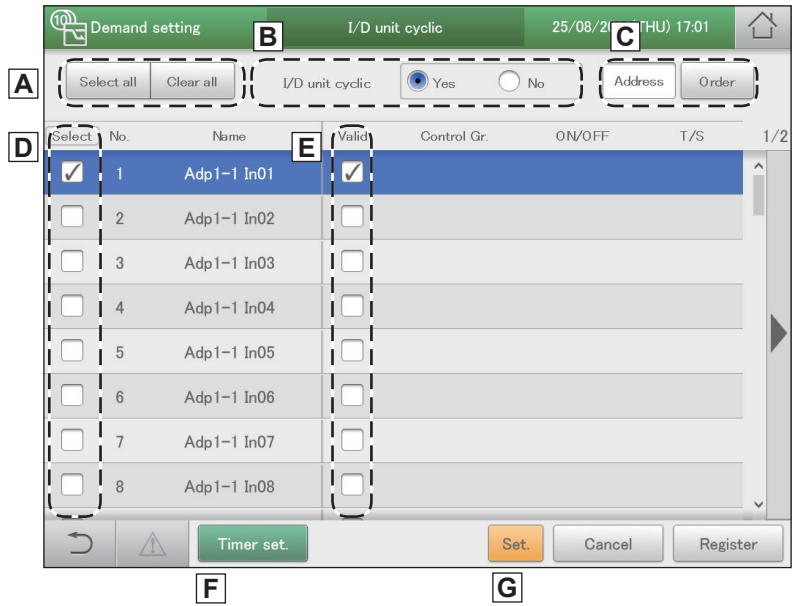 10 Demand setting I/D unit cyclic 25/08/2 (THU) 17:01
B C
A Select all Clear all I/D unit cyclic Yes No Address Order
D Select No. Name E Valid Control Gr. ON/OFF T/S 1/2
1 Adp1-1 In01
2 Adp1-1 In02
3 Adp1-1 In03
4 Adp1-1 In04
5 Adp1-1 In05
6 Adp1-1 In06
7 Adp1-1 In07
8 Adp1-1 In08
Timer set. Set. Cancel Register
F G